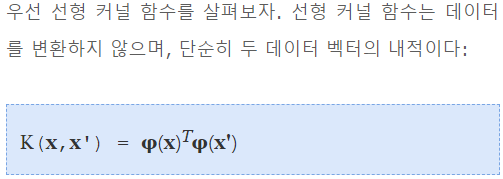 우선 선형 커널 함수를 살펴보자. 선형 커널 함수는 데이터
를 변환하지 않으며, 단순히 두 데이터 벡터의 내적이다:
K(x,x') = φ(x)ᵀφ(x')